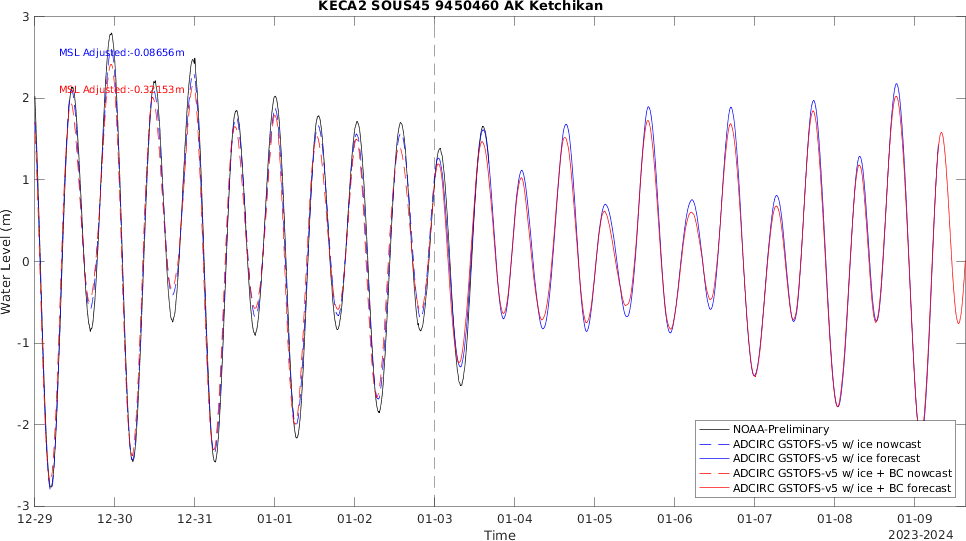 KECA2 SOUS45 9450460 AK Ketchikan
MSL Adjusted:-0.08656m
MSL Adjusted:-0.32153m
Water Level (m)
3
2
1
0
-1
-2
-3
12-29 12-30 12-31 01-01 01-02 01-03 01-04 01-05 01-06 01-07 01-08 01-09
Time
2023-2024
NOAA-Preliminary
ADCIRC GSTOFS-v5 w/ ice nowcast
ADCIRC GSTOFS-v5 w/ ice forecast
ADCIRC GSTOFS-v5 w/ ice + BC nowcast
ADCIRC GSTOFS-v5 w/ ice + BC forecast